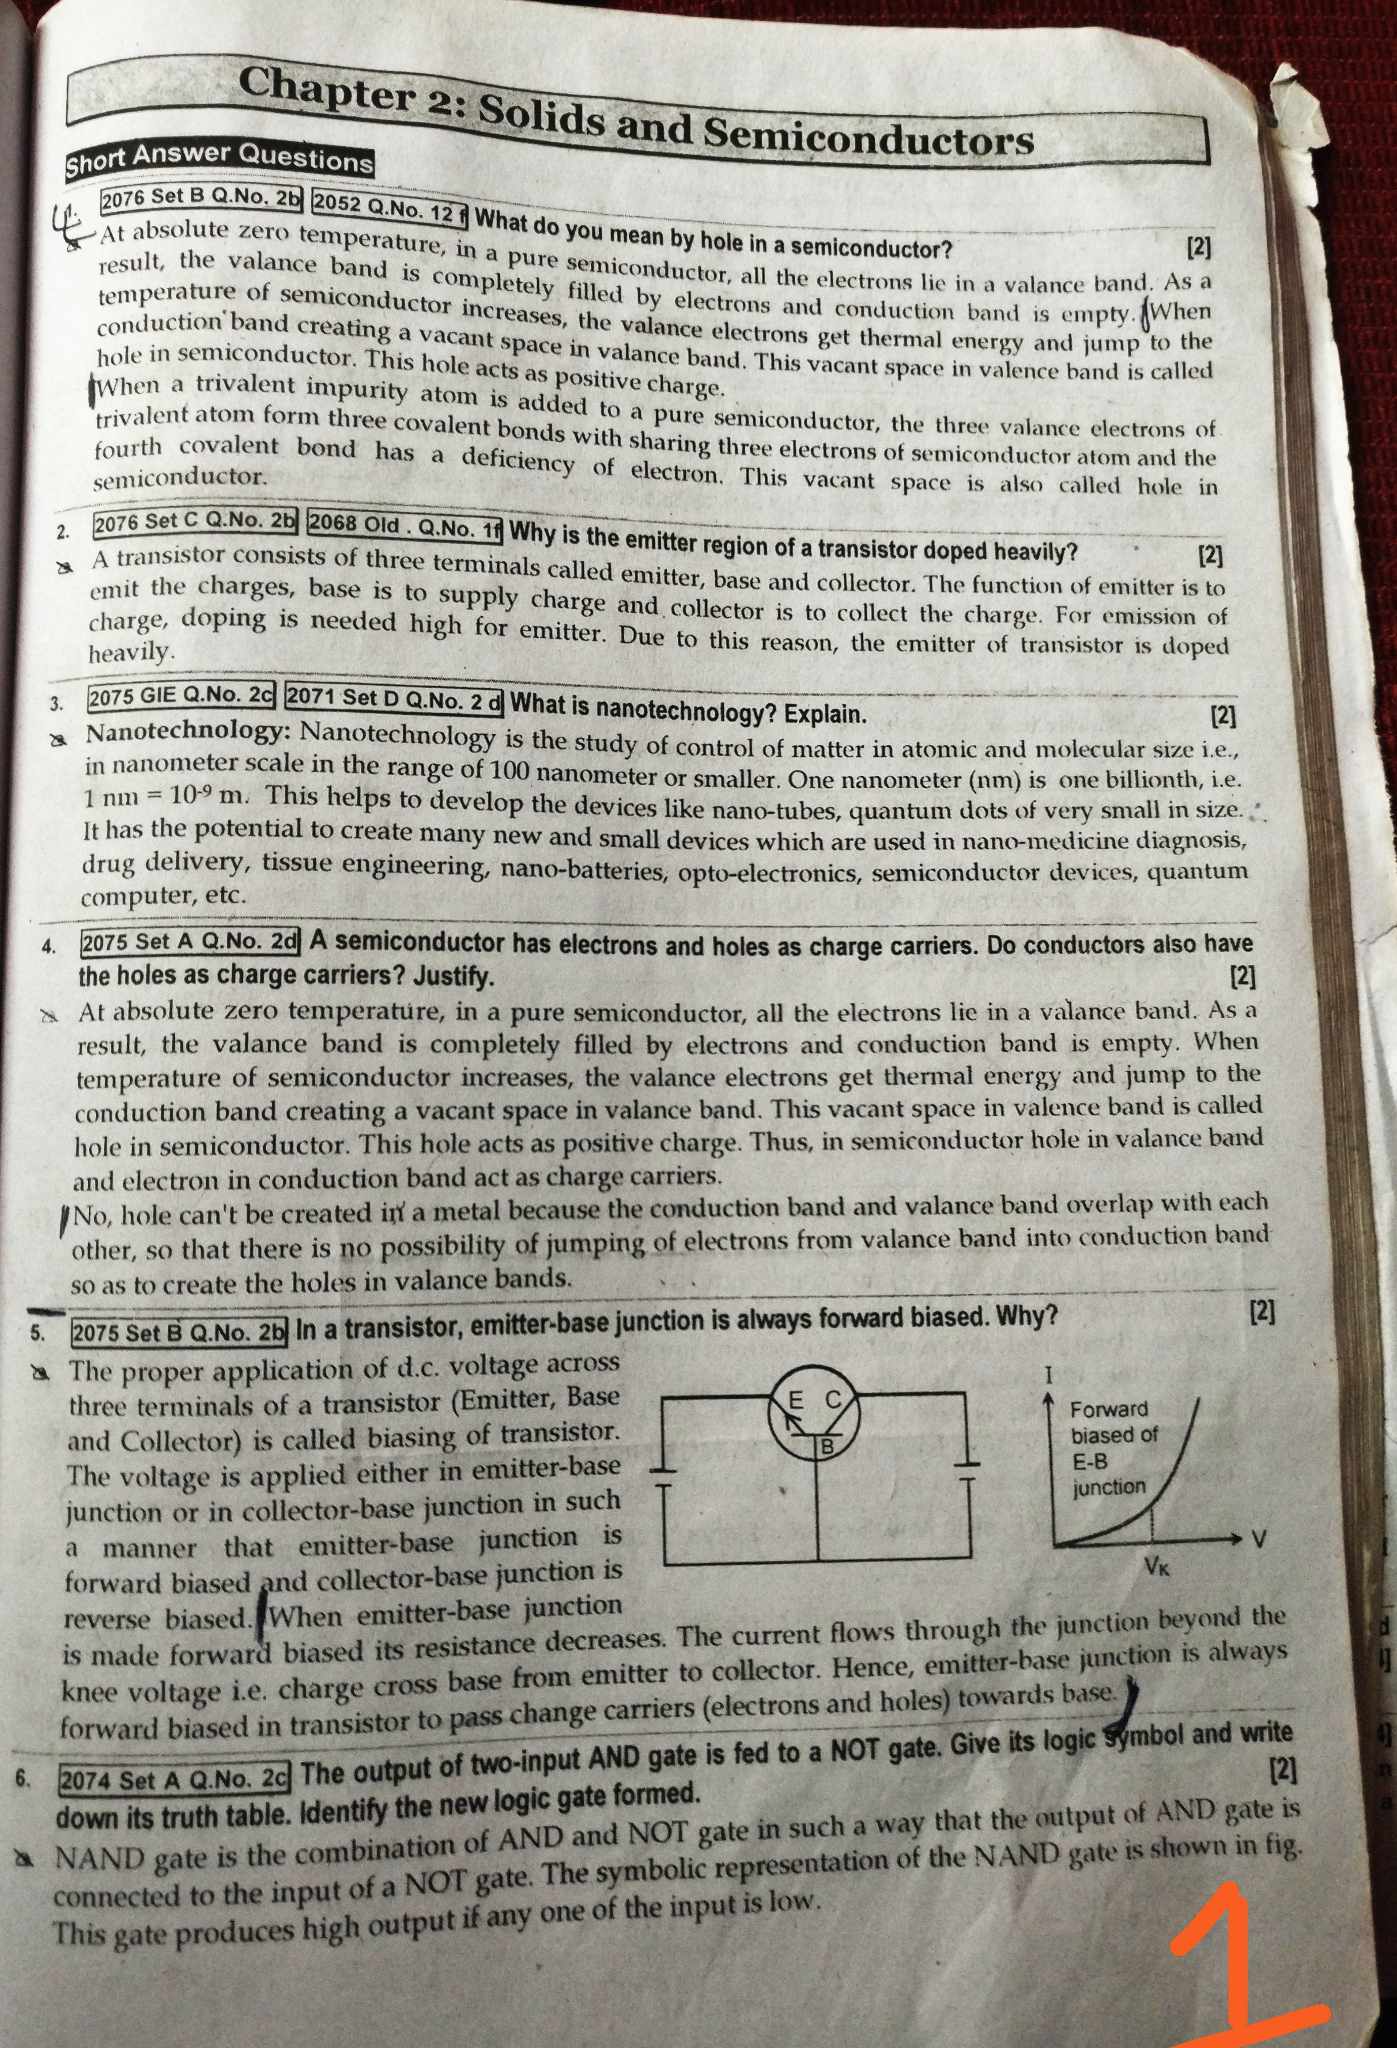 Chapter 2: Solids and Semiconductors
Short Answer Questions
1. 2076 Set B Q.No. 2b 2052 Q.No. 12 f What do you mean by hole in a semiconductor? [2]
At absolute zero temperature, in a pure semiconductor, all the electrons lie in a valance band. As a
result, the valance band is completely filled by electrons and conduction band is empty. When
temperature of semiconductor increases, the valance electrons get thermal energy and jump to the
conduction band creating a vacant space in valance band. This vacant space in valence band is called
hole in semiconductor. This hole acts as positive charge.
When a trivalent impurity atom is added to a pure semiconductor, the three valance electrons of
trivalent atom form three covalent bonds with sharing three electrons of semiconductor atom and the
fourth covalent bond has a deficiency of electron. This vacant space is also called hole in
semiconductor.
2. 2076 Set C Q.No. 2b 2068 Old . Q.No. 1f Why is the emitter region of a transistor doped heavily? [2]
A transistor consists of three terminals called emitter, base and collector. The function of emitter is to
emit the charges, base is to supply charge and collector is to collect the charge. For emission of
charge, doping is needed high for emitter. Due to this reason, the emitter of transistor is doped
heavily.
3. 2075 GIE Q.No. 2c 2071 Set D Q.No. 2 d What is nanotechnology? Explain. [2]
Nanotechnology: Nanotechnology is the study of control of matter in atomic and molecular size i.e.,
in nanometer scale in the range of 100 nanometer or smaller. One nanometer (nm) is one billionth, i.e.
1 nm = 10⁻⁹ m. This helps to develop the devices like nano-tubes, quantum dots of very small in size.
It has the potential to create many new and small devices which are used in nano-medicine diagnosis,
drug delivery, tissue engineering, nano-batteries, opto-electronics, semiconductor devices, quantum
computer, etc.
4. 2075 Set A Q.No. 2d A semiconductor has electrons and holes as charge carriers. Do conductors also have
the holes as charge carriers? Justify. [2]
At absolute zero temperature, in a pure semiconductor, all the electrons lie in a valance band. As a
result, the valance band is completely filled by electrons and conduction band is empty. When
temperature of semiconductor increases, the valance electrons get thermal energy and jump to the
conduction band creating a vacant space in valance band. This vacant space in valence band is called
hole in semiconductor. This hole acts as positive charge. Thus, in semiconductor hole in valance band
and electron in conduction band act as charge carriers.
No, hole can't be created in a metal because the conduction band and valance band overlap with each
other, so that there is no possibility of jumping of electrons from valance band into conduction band
so as to create the holes in valance bands.
5. 2075 Set B Q.No. 2b In a transistor, emitter-base junction is always forward biased. Why? [2]
The proper application of d.c. voltage across
three terminals of a transistor (Emitter, Base
and Collector) is called biasing of transistor.
The voltage is applied either in emitter-base
junction or in collector-base junction in such
a manner that emitter-base junction is
forward biased and collector-base junction is
reverse biased. When emitter-base junction
E C
B
I
Forward
biased of
E-B
junction
V
VK
is made forward biased its resistance decreases. The current flows through the junction beyond the
knee voltage i.e. charge cross base from emitter to collector. Hence, emitter-base junction is always
forward biased in transistor to pass change carriers (electrons and holes) towards base.
6. 2074 Set A Q.No. 2c The output of two-input AND gate is fed to a NOT gate. Give its logic symbol and write
down its truth table. Identify the new logic gate formed. [2]
NAND gate is the combination of AND and NOT gate in such a way that the output of AND gate is
connected to the input of a NOT gate. The symbolic representation of the NAND gate is shown in fig.
This gate produces high output if any one of the input is low.
1